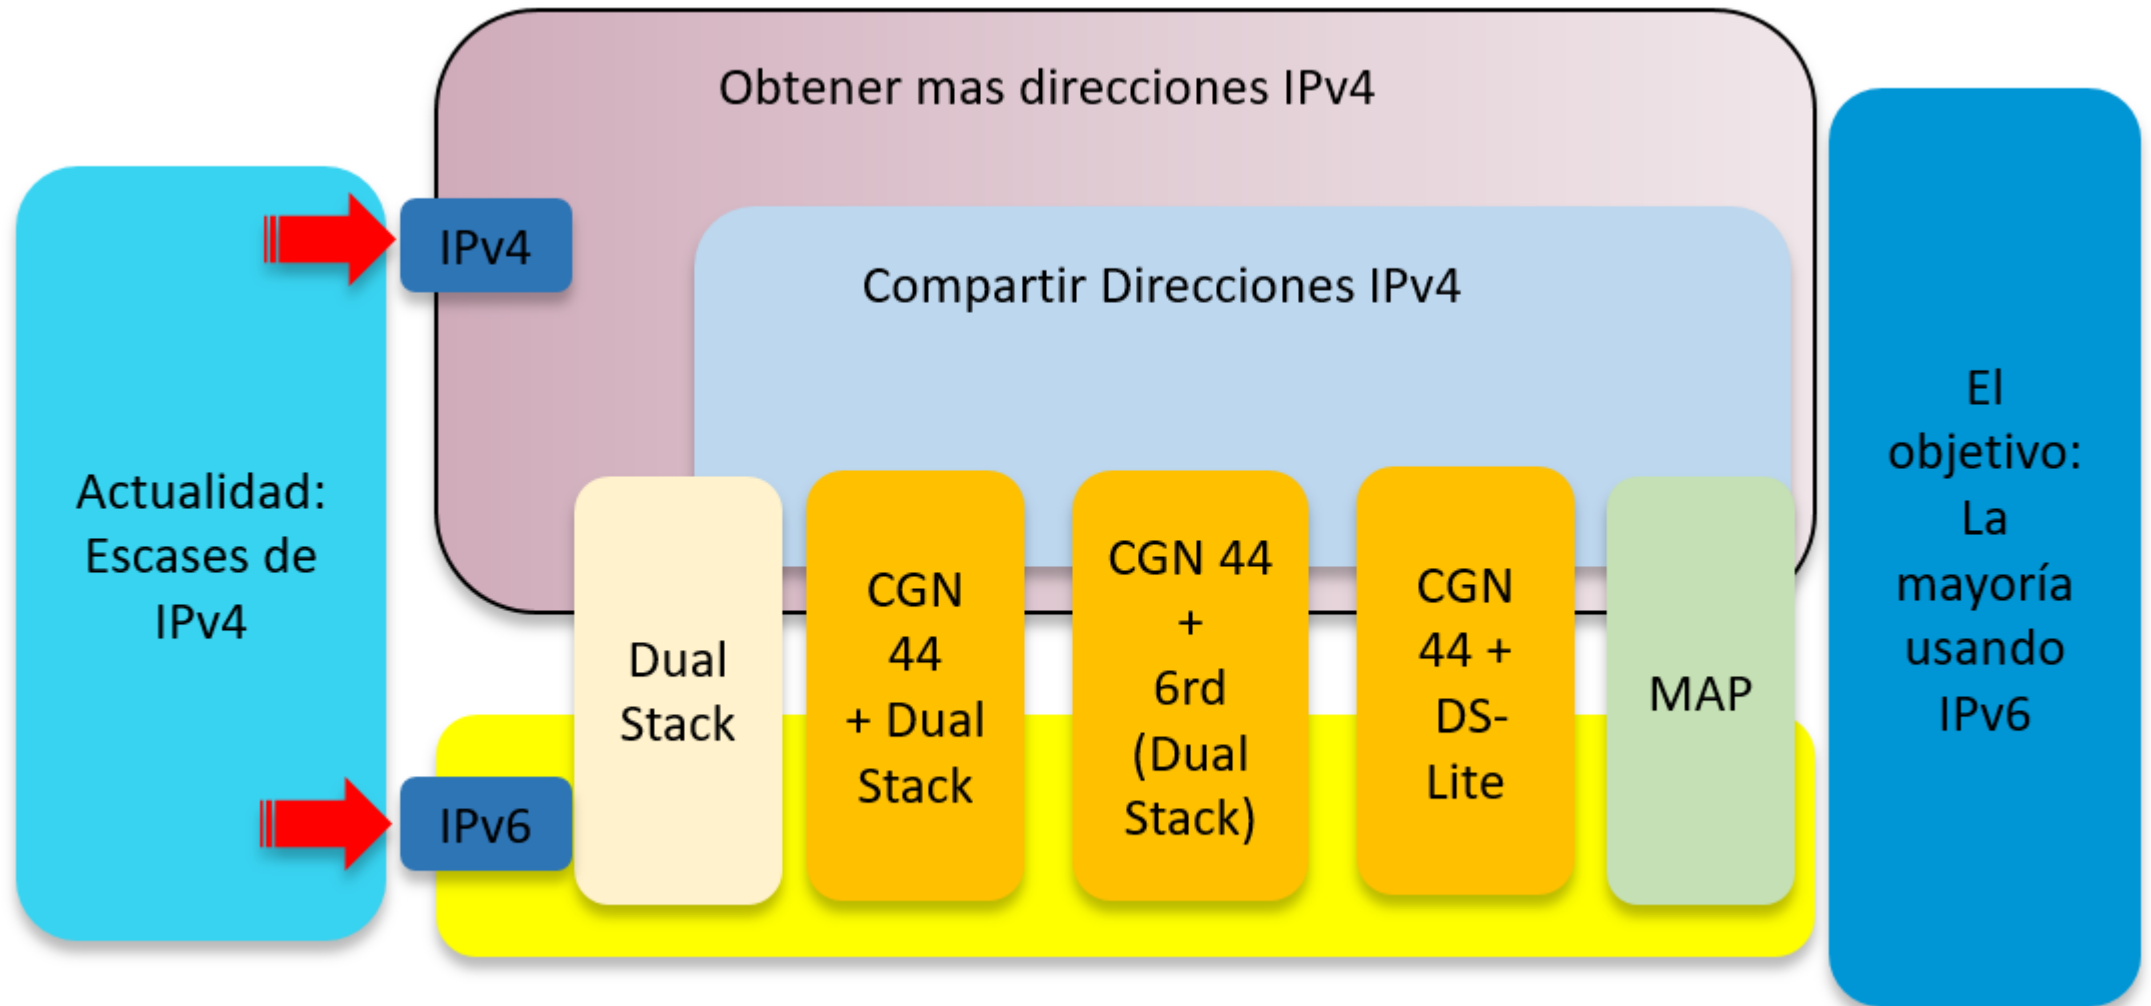 Obtener mas direcciones IPv4
IPv4
Compartir Direcciones IPv4
Actualidad:
Escases de
IPv4
IPv6
Dual
Stack
CGN
44
+ Dual
Stack
CGN 44
+
6rd
(Dual
Stack)
CGN
44 +
DS-
Lite
MAP
El
objetivo:
La
mayoría
usando
IPv6